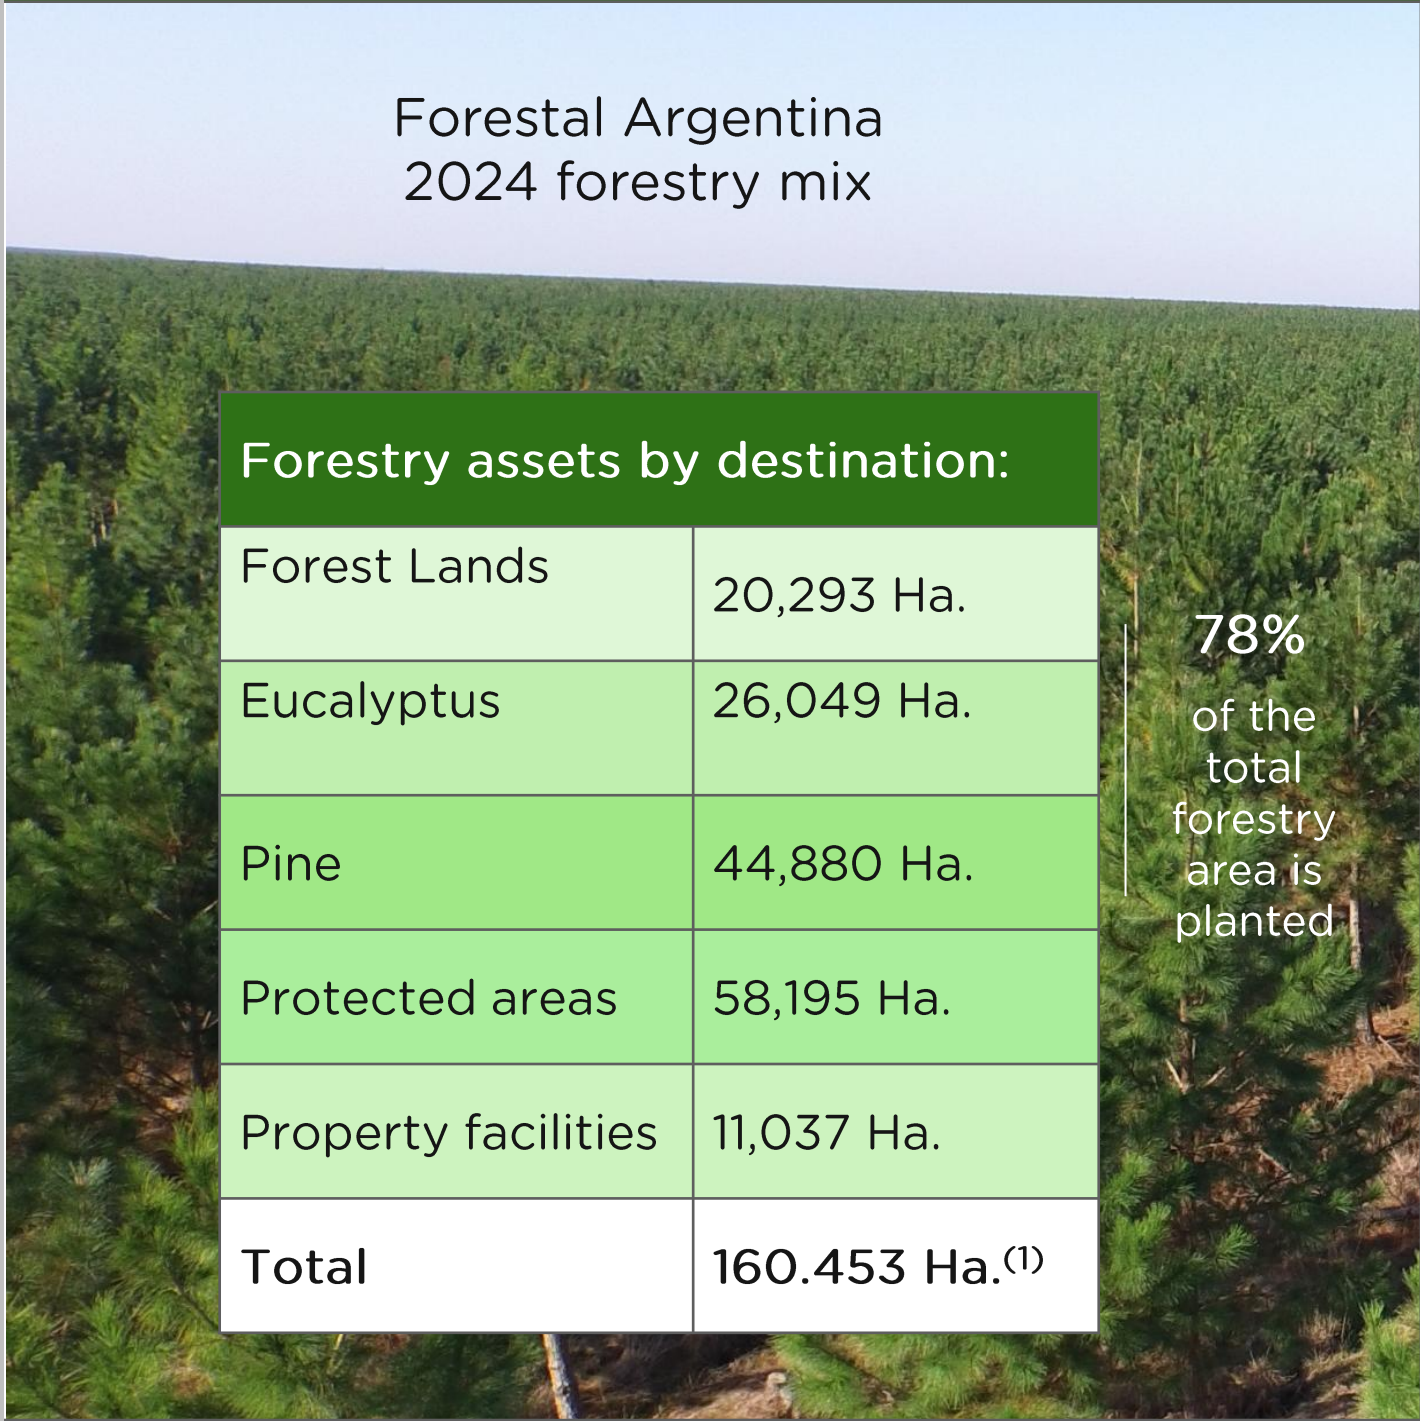 Forestal Argentina
2024 forestry mix
Forestry assets by destination:
Forest Lands 20,293 Ha.
Eucalyptus 26,049 Ha.
Pine 44,880 Ha.
Protected areas 58,195 Ha.
Property facilities 11,037 Ha.
Total 160.453 Ha.(1)
78%
of the
total
forestry
area is
planted